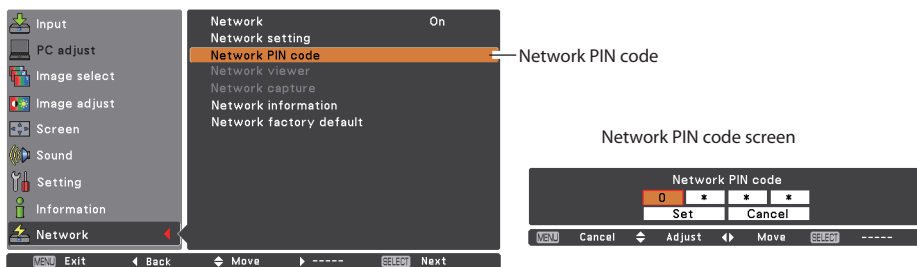 Input
PC adjust
Image select
Image adjust
Screen
Sound
Setting
Information
Network
Network On
Network setting
Network PIN code
Network viewer
Network capture
Network information
Network factory default
MENU Exit Back Move ----- SELECT Next
Network PIN code
Network PIN code screen
Network PIN code
0 * * *
Set Cancel
MENU Cancel Adjust Move SELECT -----